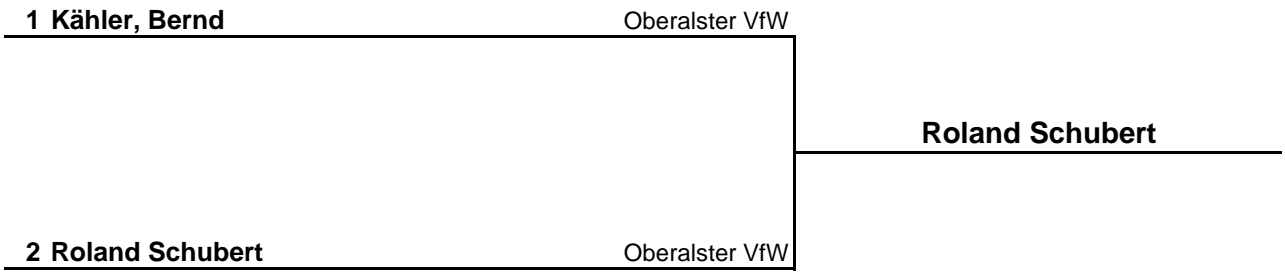 1 Kähler, Bernd Oberalster VfW
Roland Schubert
2 Roland Schubert Oberalster VfW